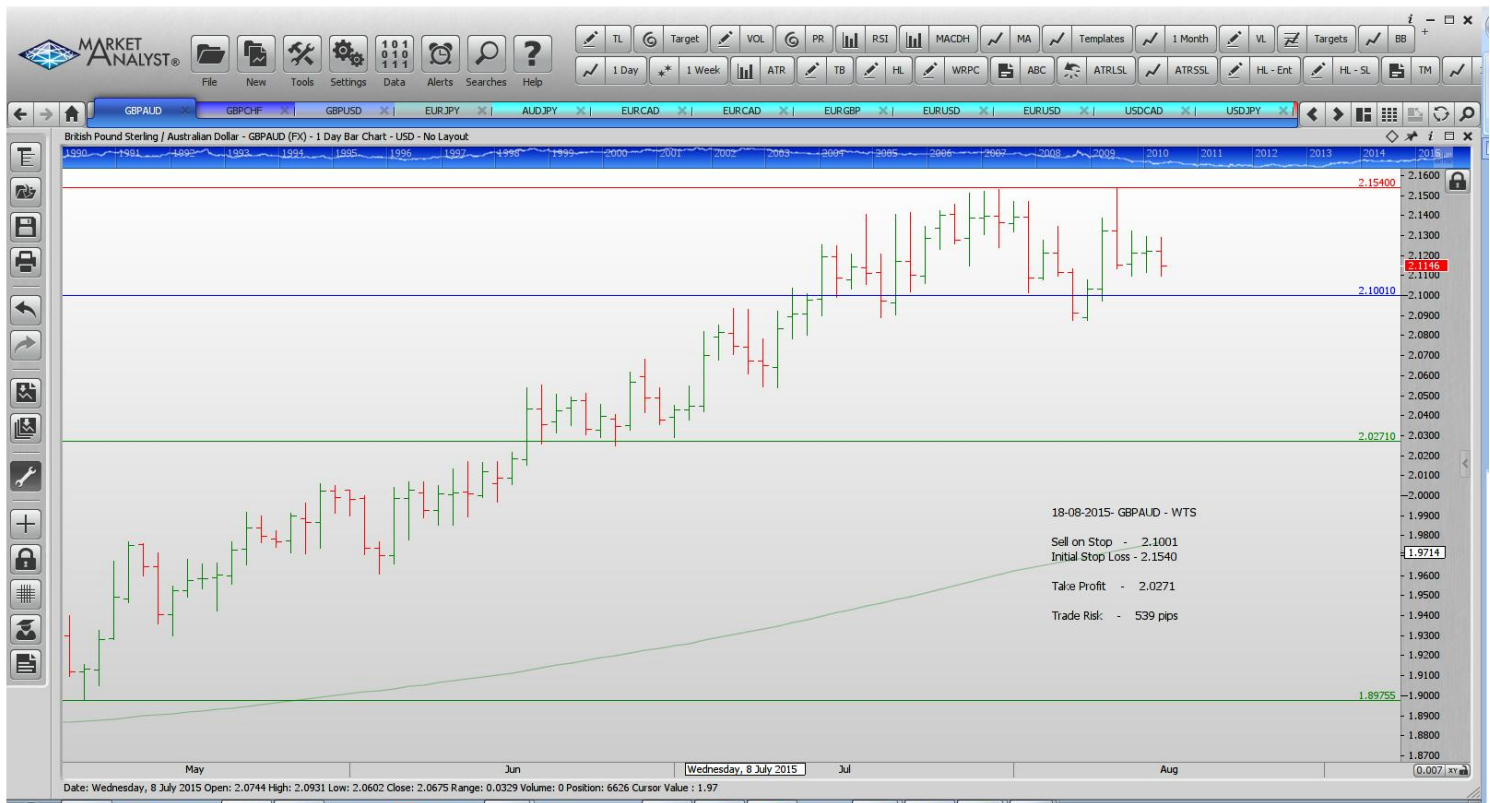 MARKET
ANALYST®
File New Tools Settings Data Alerts Searches Help
TL Target VOL PR RSI MACDH MA Templates 1 Month VL Targets BB
1 Day 1 Week ATR TB HL WRPC ABC ATRLSL ATRSSL HL - Ent HL - SL TM
GBPAUD GBPCHF GBPUSD EURJPY AUDJPY EURCAD EURCAD EURGBP EURUSD EURUSD USDCAD USDJPY
British Pound Sterling / Australian Dollar - GBPAUD (FX) - 1 Day Bar Chart - USD - No Layout
1990 1991 1992 1993 1994 1995 1996 1997 1998 1999 2000 2001 2002 2003 2004 2005 2006 2007 2008 2009 2010 2011 2012 2013 2014 2015
2.1600
2.15400
2.1500
2.1400
2.1300
2.1200
2.1146
2.1100
2.10010
2.1000
2.0900
2.0800
2.0700
2.0600
2.0500
2.0400
2.02710
2.0300
2.0200
2.0100
2.0000
1.9900
18-08-2015- GBPAUD - WTS
1.9800
Sell on Stop - 2.1001
Initial Stop Loss - 2.1540
1.9714
1.9600
Take Profit - 2.0271
1.9500
1.9400
Trade Risk - 539 pips
1.9300
1.9200
1.9100
1.89755
1.9000
1.8900
1.8800
1.8700
May Jun Wednesday, 8 July 2015 Jul Aug 0.007 XY
Date: Wednesday, 8 July 2015 Open: 2.0744 High: 2.0931 Low: 2.0602 Close: 2.0675 Range: 0.0329 Volume: 0 Position: 6626 Cursor Value : 1.97